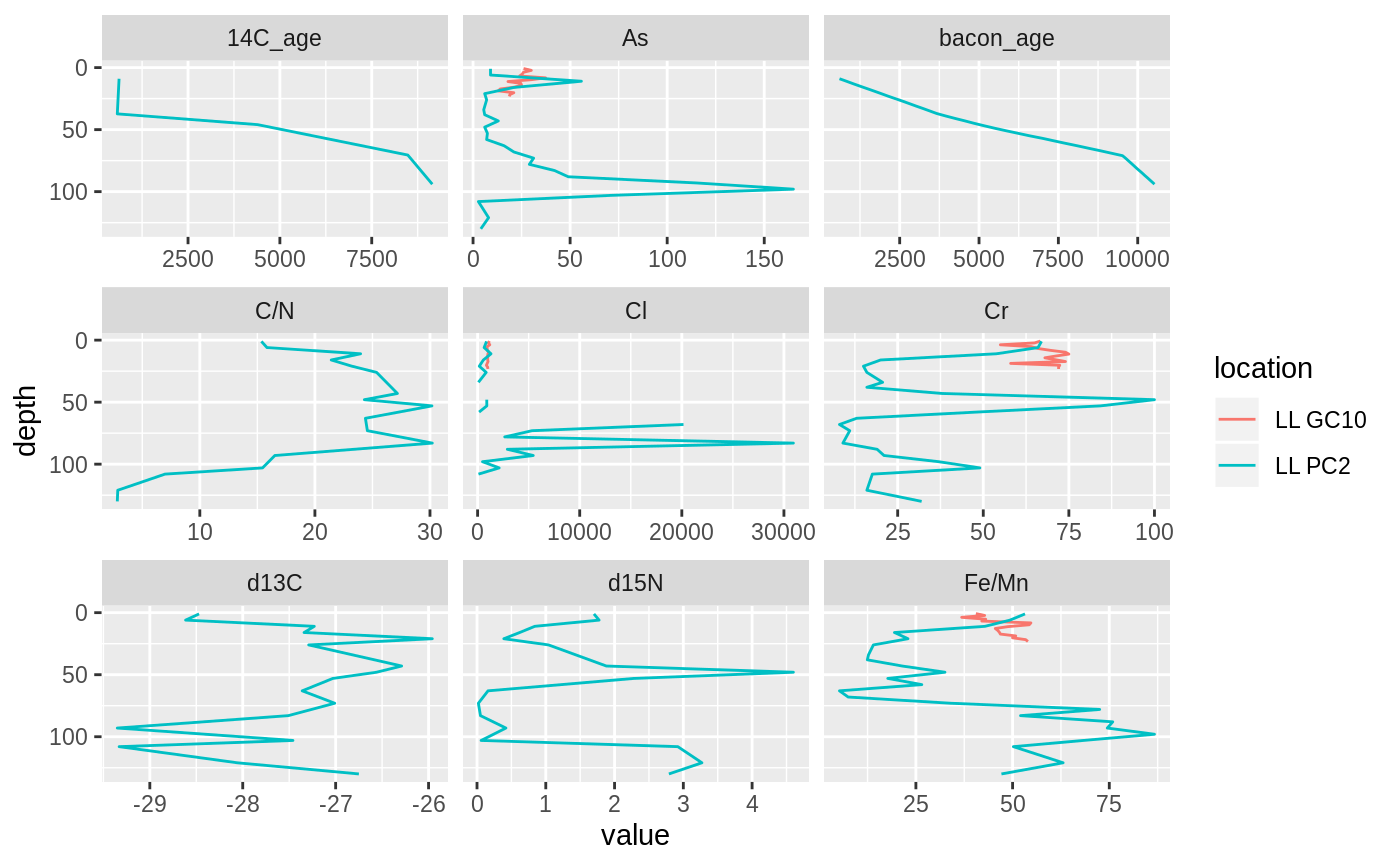 14C_age As bacon_age
0
50
100
2500 5000 7500 0 50 100 150 2500 5000 7500 10000
C/N Cl Cr
0
50
100
10 20 30 0 10000 20000 30000 25 50 75 100
d13C d15N Fe/Mn
0
50
100
-29 -28 -27 -26 0 1 2 3 4 25 50 75
depth
value
location
LL GC10
LL PC2